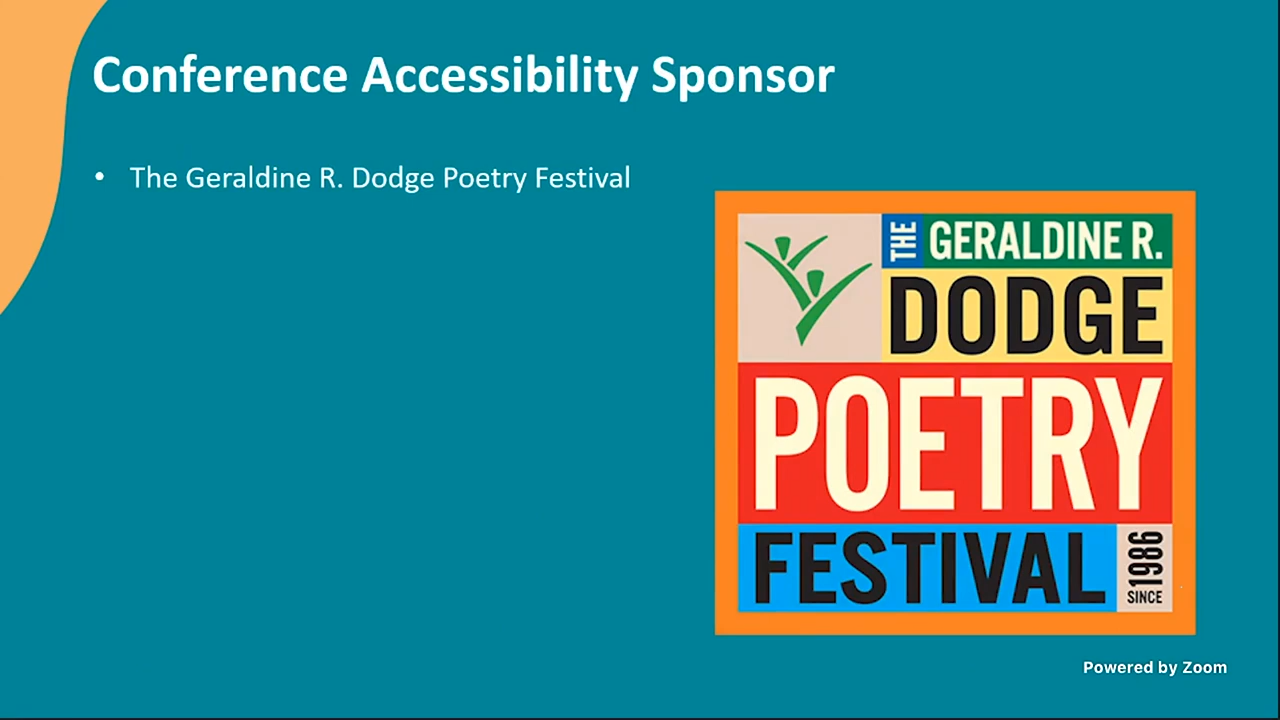 Conference Accessibility Sponsor
• The Geraldine R. Dodge Poetry Festival
THE GERALDINE R.
DODGE
POETRY
FESTIVAL
SINCE 1986
Powered by Zoom